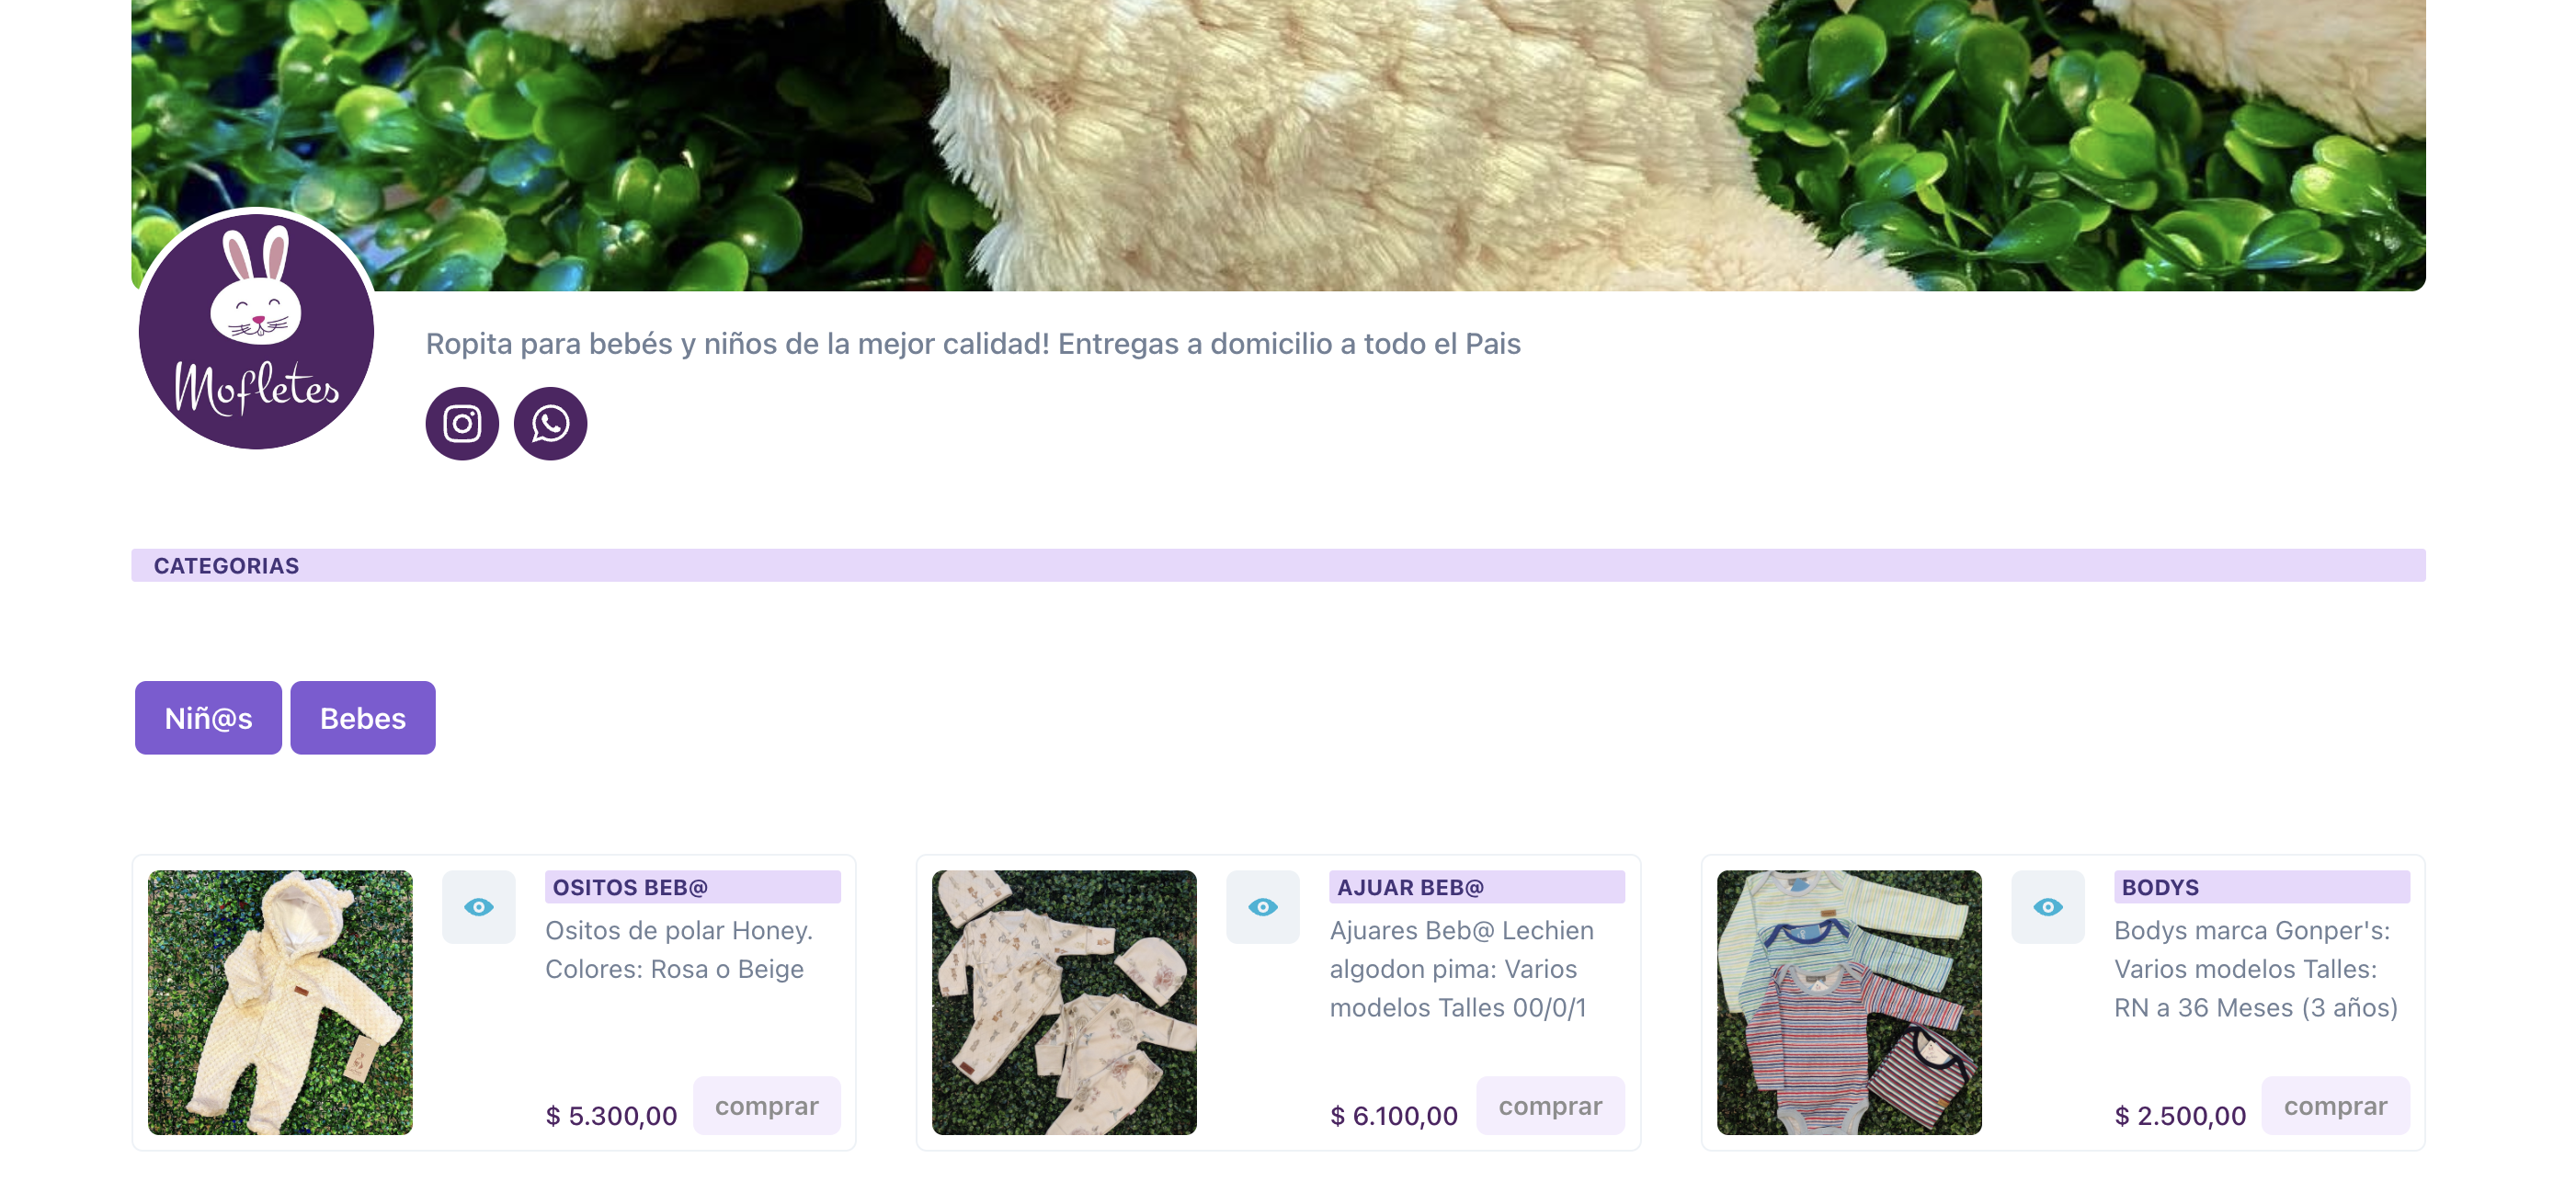 Mofletes
Ropita para bebés y niños de la mejor calidad! Entregas a domicilio a todo el Pais
CATEGORIAS
Niñ@s
Bebes
OSITOS BEB@
Ositos de polar Honey.
Colores: Rosa o Beige
$ 5.300,00
comprar
AJUAR BEB@
Ajuares Beb@ Lechien
algodon pima: Varios
modelos Talles 00/0/1
$ 6.100,00
comprar
BODYS
Bodys marca Gonper's:
Varios modelos Talles:
RN a 36 Meses (3 años)
$ 2.500,00
comprar